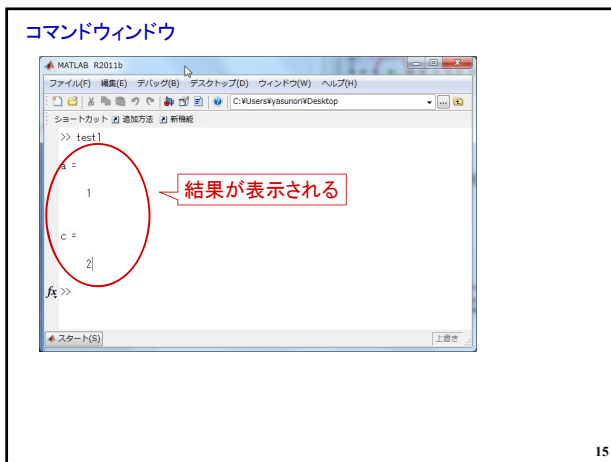 コマンドウィンドウ
MATLAB R2011b
ファイル(F) 編集(E) デバッグ(B) デスクトップ(D) ウィンドウ(W) ヘルプ(H)
C:¥Users¥yasunori¥Desktop
ショートカット 追加方法 新機能
>> test1
a =
1
結果が表示される
c =
2
fx >>
スタート(S) 上書き
15